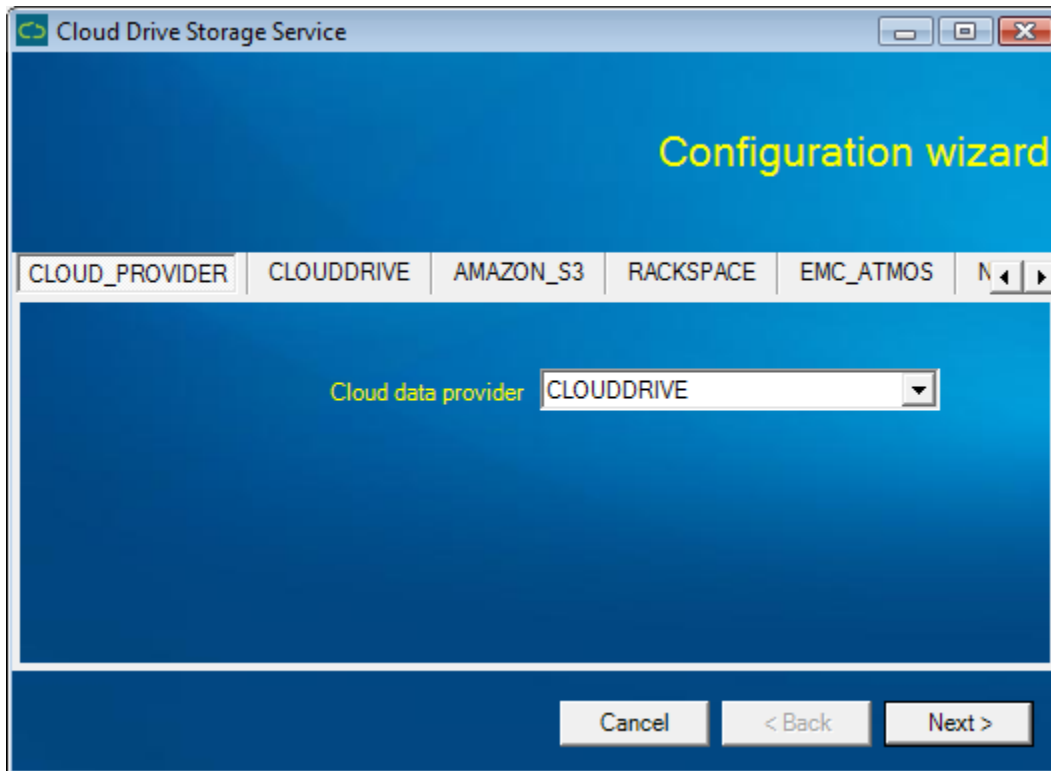 Cloud Drive Storage Service
Configuration wizard
CLOUD_PROVIDER CLOUDDRIVE AMAZON_S3 RACKSPACE EMC_ATMOS
Cloud data provider CLOUDDRIVE
Cancel < Back Next >